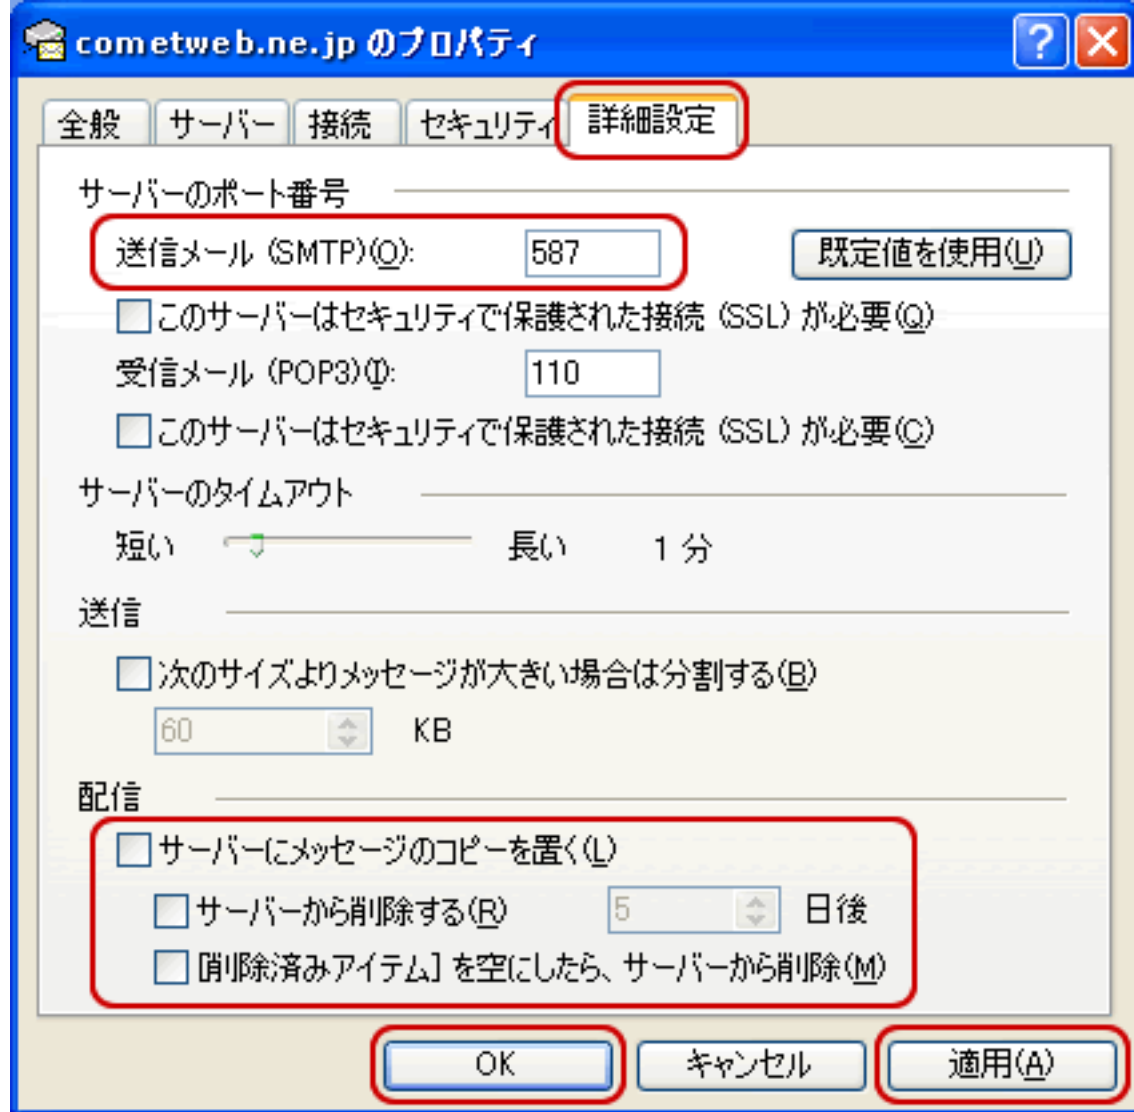 cometweb.ne.jp のプロパティ
全般 サーバー 接続 セキュリティ 詳細設定
サーバーのポート番号
送信メール (SMTP)(O): 587 既定値を使用(U)
このサーバーはセキュリティで保護された接続 (SSL) が必要(Q)
受信メール (POP3)(I): 110
このサーバーはセキュリティで保護された接続 (SSL) が必要(C)
サーバーのタイムアウト
短い 長い 1 分
送信
次のサイズよりメッセージが大きい場合は分割する(B)
60 KB
配信
サーバーにメッセージのコピーを置く(L)
サーバーから削除する(R) 5 日後
[削除済みアイテム] を空にしたら、サーバーから削除(M)
OK キャンセル 適用(A)